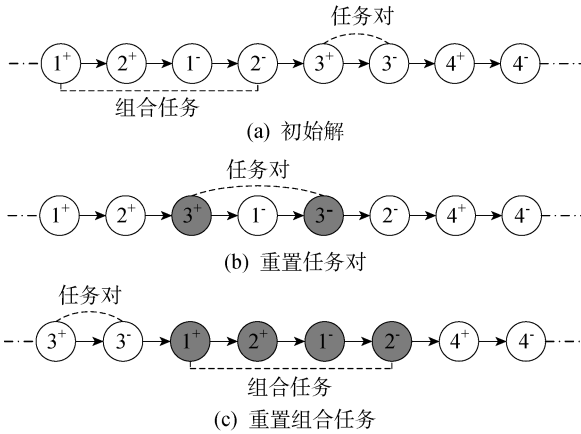 任务对
1⁺ 2⁺ 1⁻ 2⁻ 3⁺ 3⁻ 4⁺ 4⁻
组合任务
(a) 初始解
任务对
1⁺ 2⁺ 3⁺ 1⁻ 3⁻ 2⁻ 4⁺ 4⁻
(b) 重置任务对
任务对
3⁺ 3⁻ 1⁺ 2⁺ 1⁻ 2⁻ 4⁺ 4⁻
组合任务
(c) 重置组合任务